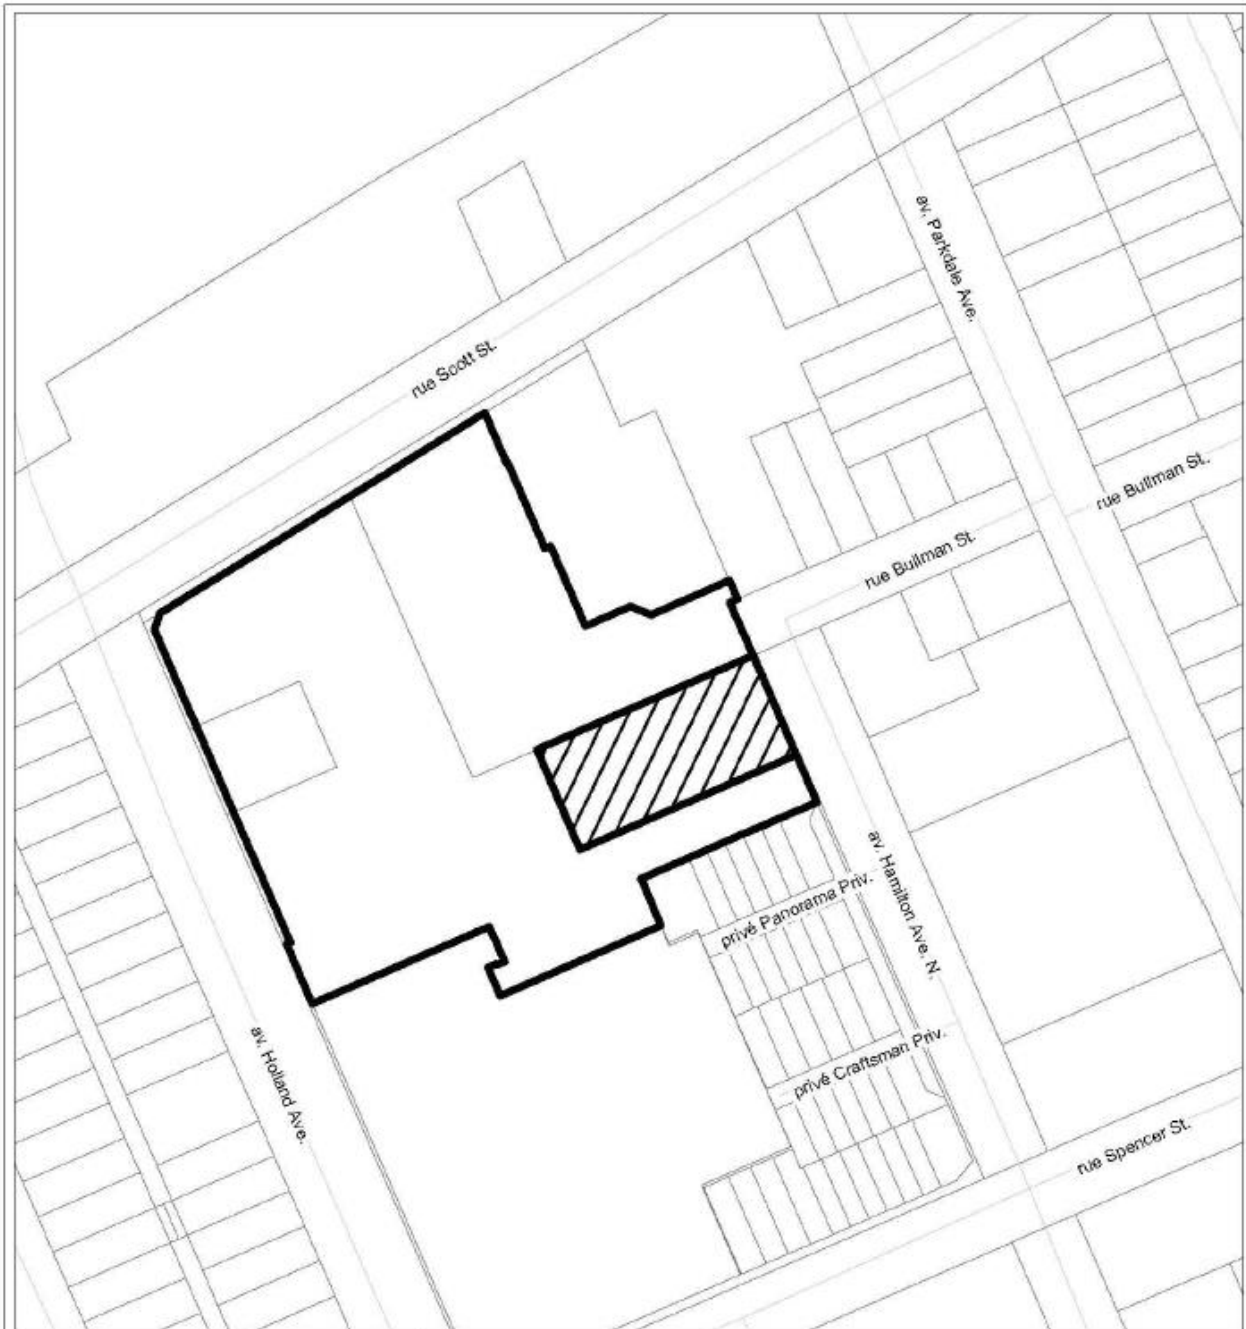 av. Parkdale Ave.
rue Scott St.
rue Bullman St.
rue Bullman St.
av. Hamilton Ave. N.
privé Panorama Priv.
av. Holland Ave.
privé Craftsman Priv.
rue Spencer St.